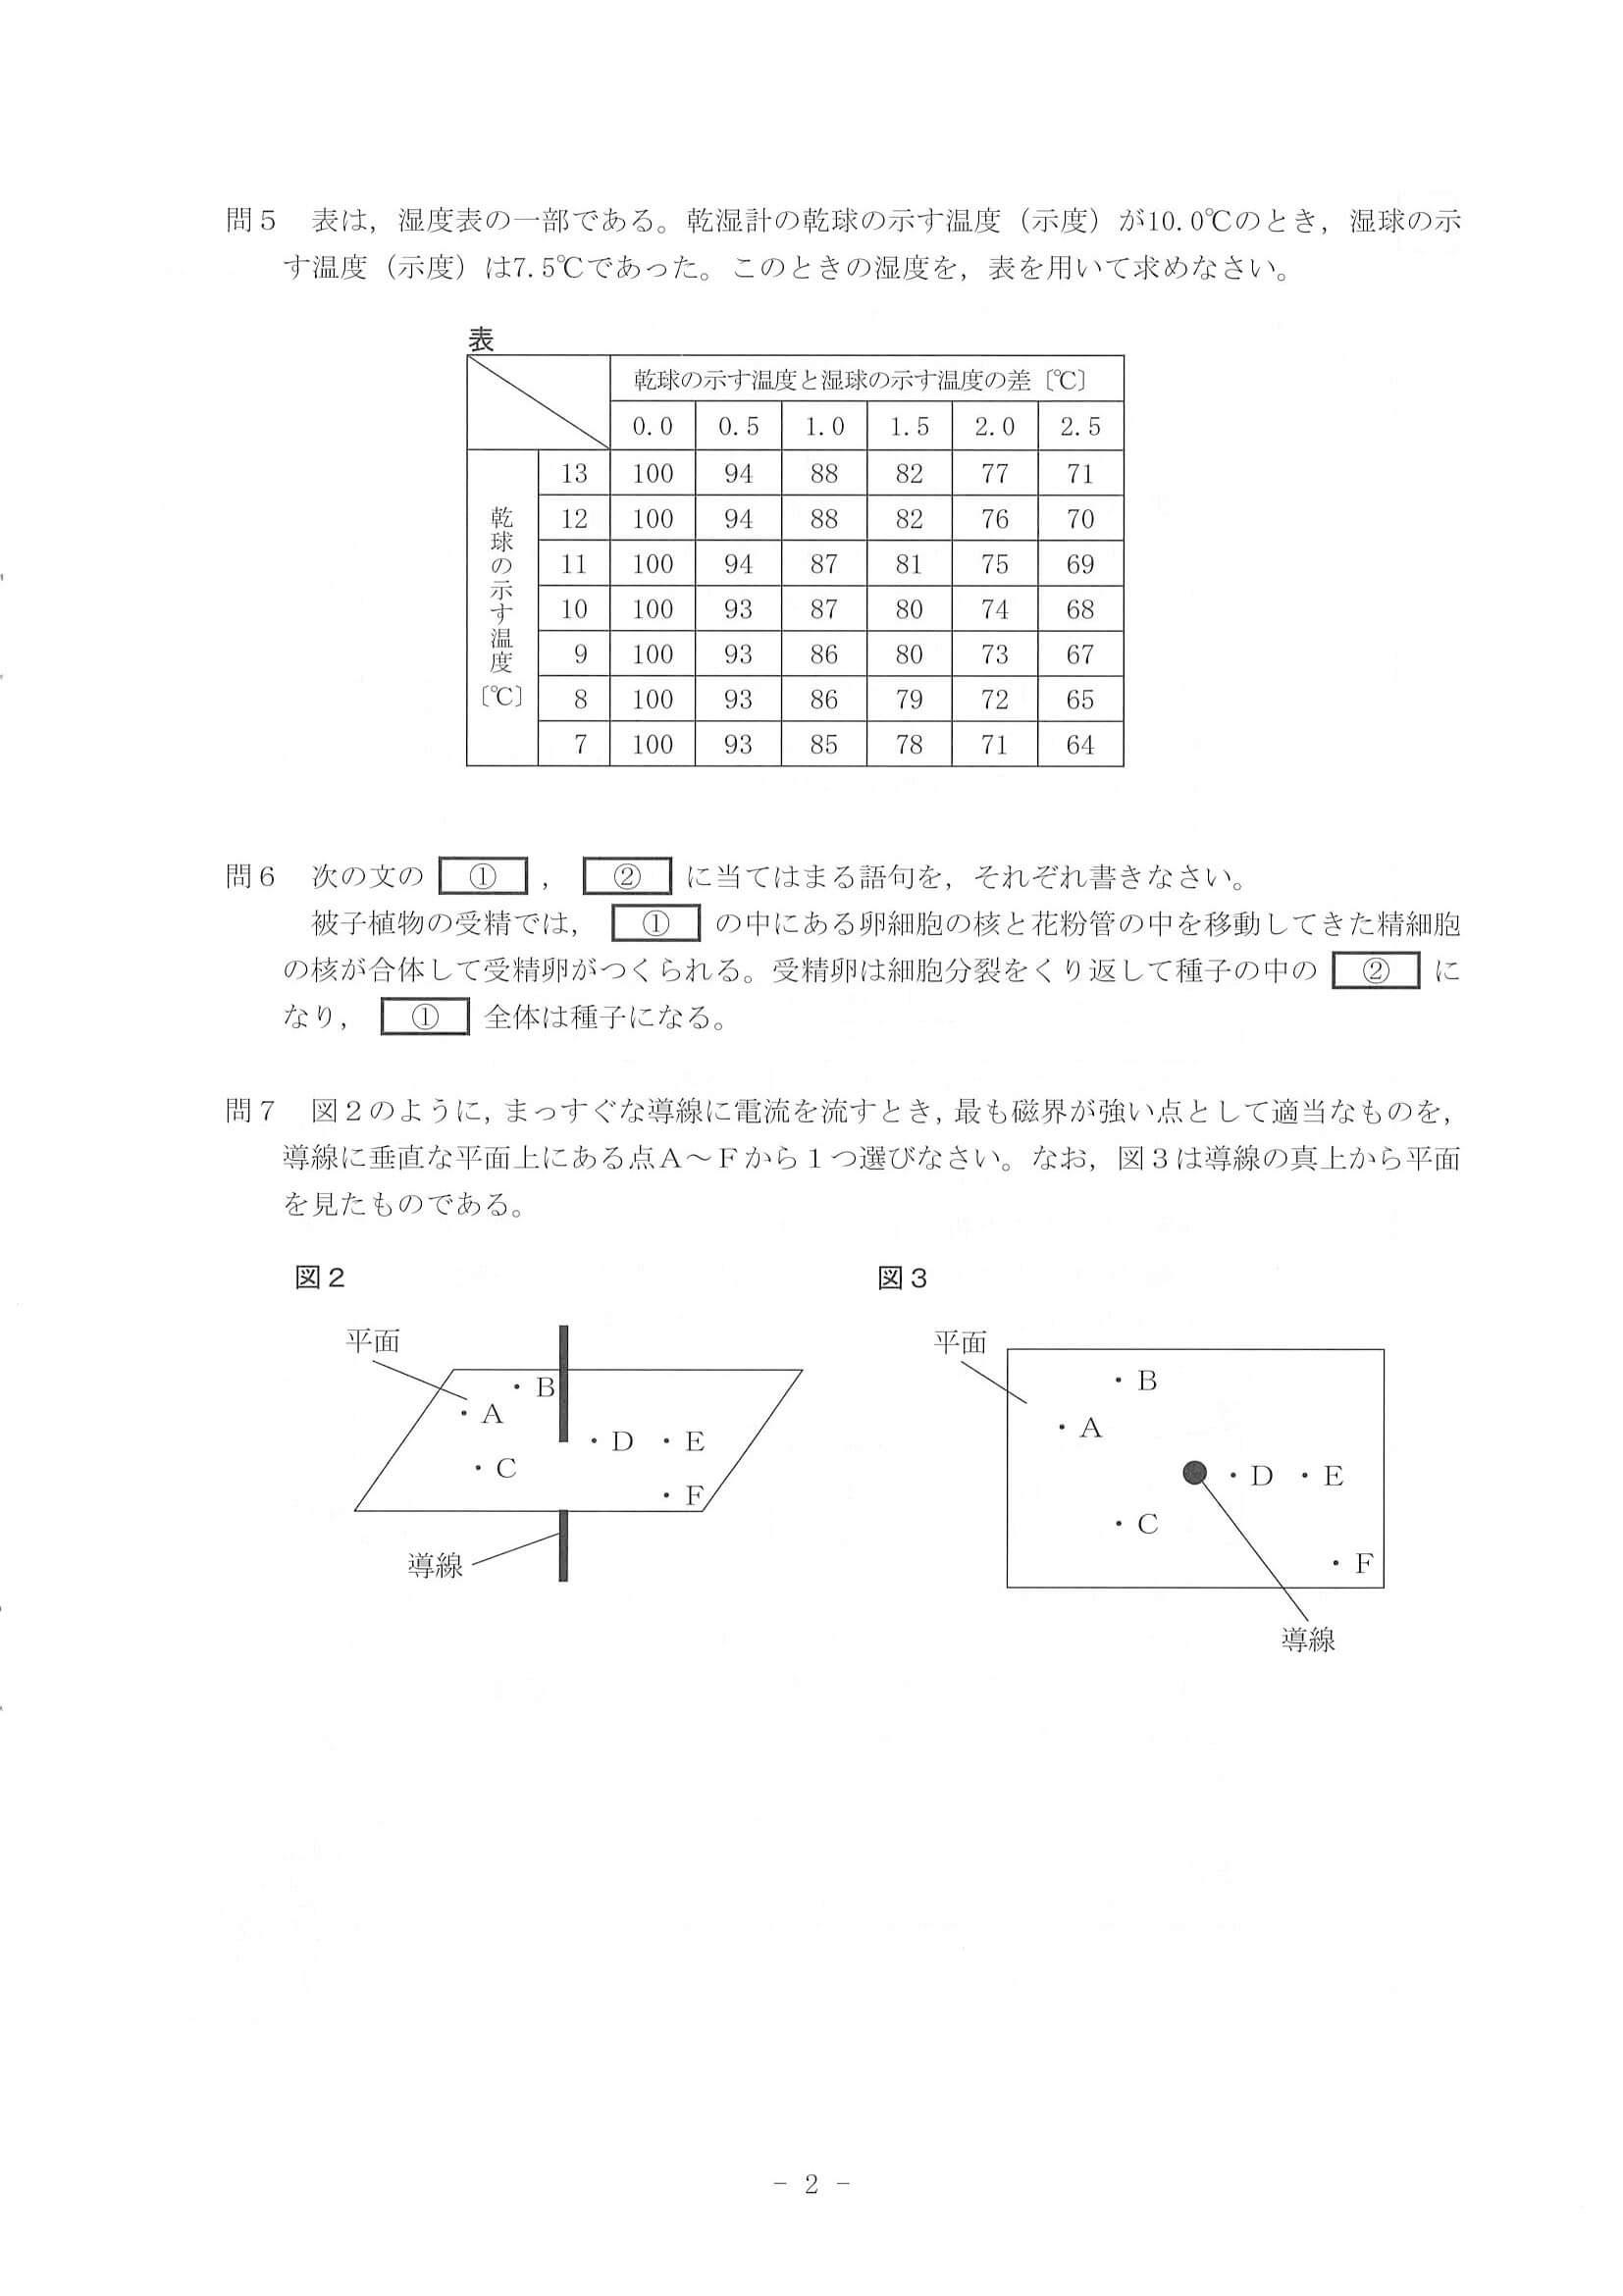 問５　表は，湿度表の一部である。乾湿計の乾球の示す温度（示度）が10.0℃のとき，湿球の示
す温度（示度）は7.5℃であった。このときの湿度を，表を用いて求めなさい。
表
乾球の示す温度と湿球の示す温度の差〔℃〕
0.0 0.5 1.0 1.5 2.0 2.5
乾球の示す温度〔℃〕
13 100 94 88 82 77 71
12 100 94 88 82 76 70
11 100 94 87 81 75 69
10 100 93 87 80 74 68
9 100 93 86 80 73 67
8 100 93 86 79 72 65
7 100 93 85 78 71 64
問６　次の文の ① ， ② に当てはまる語句を，それぞれ書きなさい。
被子植物の受精では， ① の中にある卵細胞の核と花粉管の中を移動してきた精細胞
の核が合体して受精卵がつくられる。受精卵は細胞分裂をくり返して種子の中の ② に
なり， ① 全体は種子になる。
問７　図２のように，まっすぐな導線に電流を流すとき，最も磁界が強い点として適当なものを，
導線に垂直な平面上にある点Ａ～Ｆから１つ選びなさい。なお，図３は導線の真上から平面
を見たものである。
図２
平面
・B
・A
・D ・E
・C
・F
導線
図３
平面
・B
・A
・D ・E
・C
・F
導線
－ 2 －